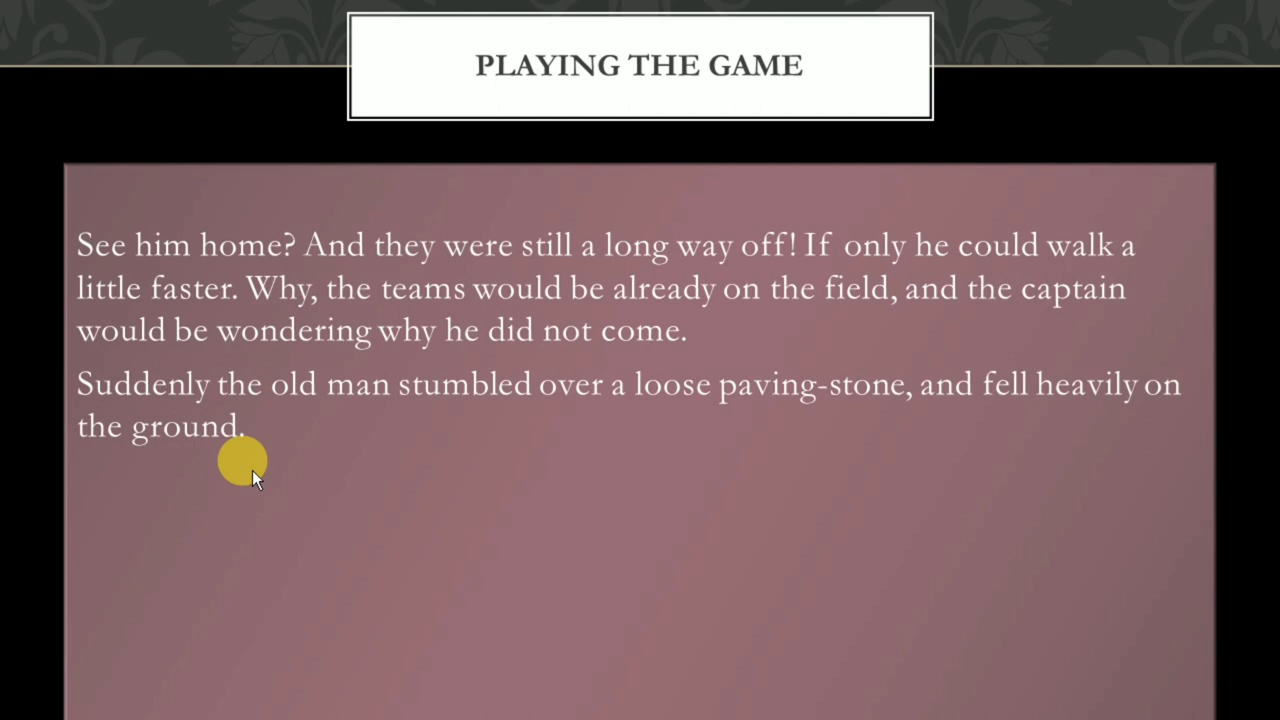 PLAYING THE GAME
See him home? And they were still a long way off! If only he could walk a
little faster. Why, the teams would be already on the field, and the captain
would be wondering why he did not come.
Suddenly the old man stumbled over a loose paving-stone, and fell heavily on
the ground.